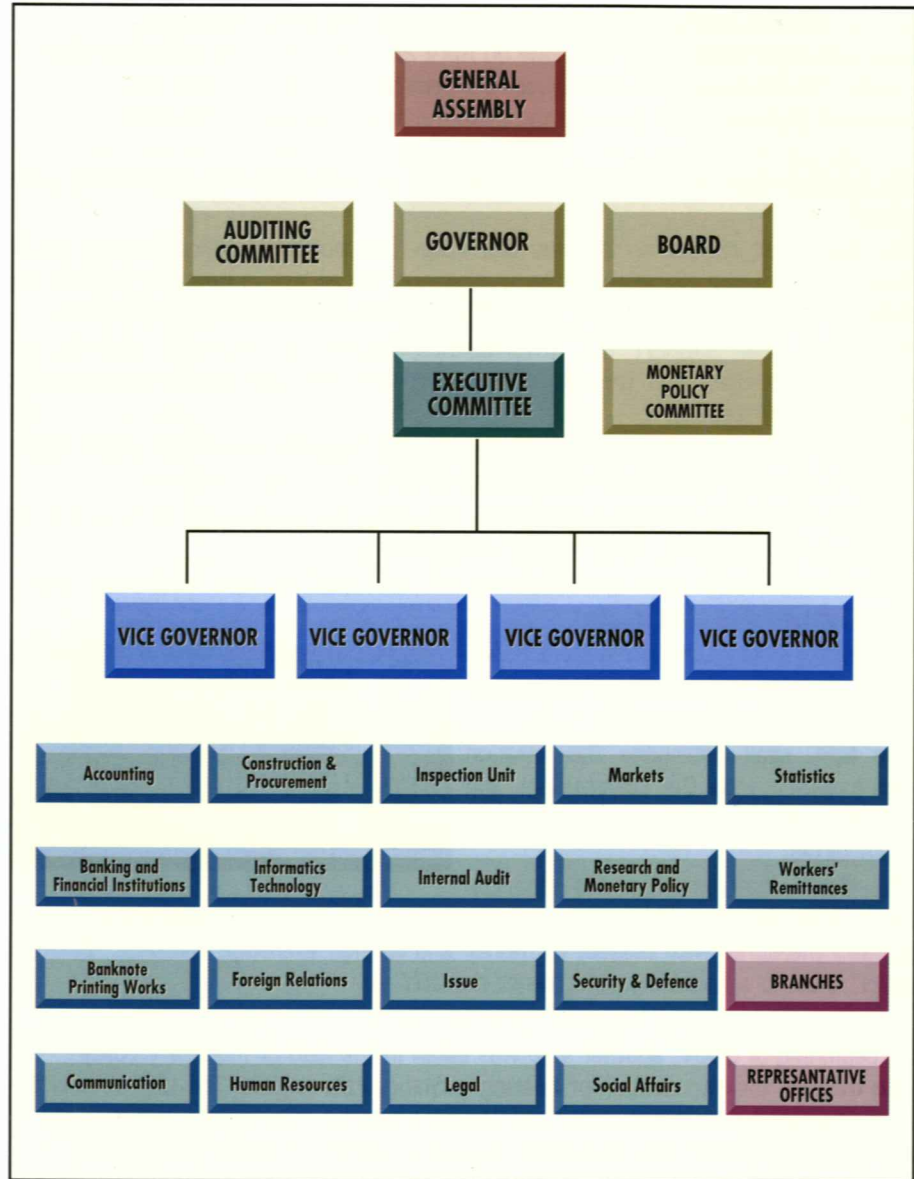 GENERAL
ASSEMBLY
AUDITING
COMMITTEE
GOVERNOR
BOARD
EXECUTIVE
COMMITTEE
MONETARY
POLICY
COMMITTEE
VICE GOVERNOR
VICE GOVERNOR
VICE GOVERNOR
VICE GOVERNOR
Accounting
Construction &
Procurement
Inspection Unit
Markets
Statistics
Banking and
Financial Institutions
Informatics
Technology
Internal Audit
Research and
Monetary Policy
Workers'
Remittances
Banknote
Printing Works
Foreign Relations
Issue
Security & Defence
BRANCHES
Communication
Human Resources
Legal
Social Affairs
REPRESANTATIVE
OFFICES